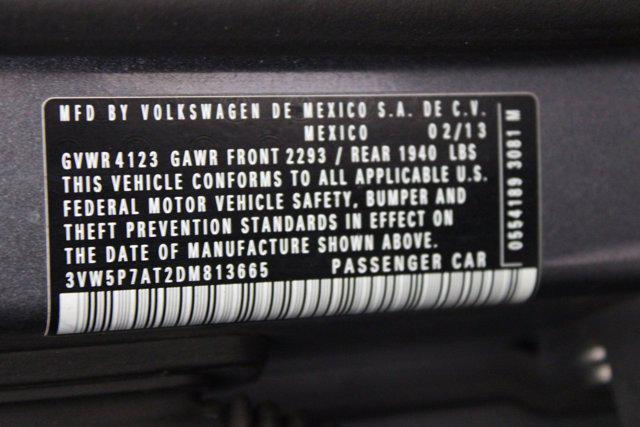 MFD BY VOLKSWAGEN DE MEXICO S.A. DE C.V.
MEXICO 02/13
GVWR 4123 GAWR FRONT 2293 / REAR 1940 LBS
THIS VEHICLE CONFORMS TO ALL APPLICABLE U.S.
FEDERAL MOTOR VEHICLE SAFETY, BUMPER AND
THEFT PREVENTION STANDARDS IN EFFECT ON
THE DATE OF MANUFACTURE SHOWN ABOVE.
3VW5P7AT2DM813665 PASSENGER CAR
0554189 3081 M